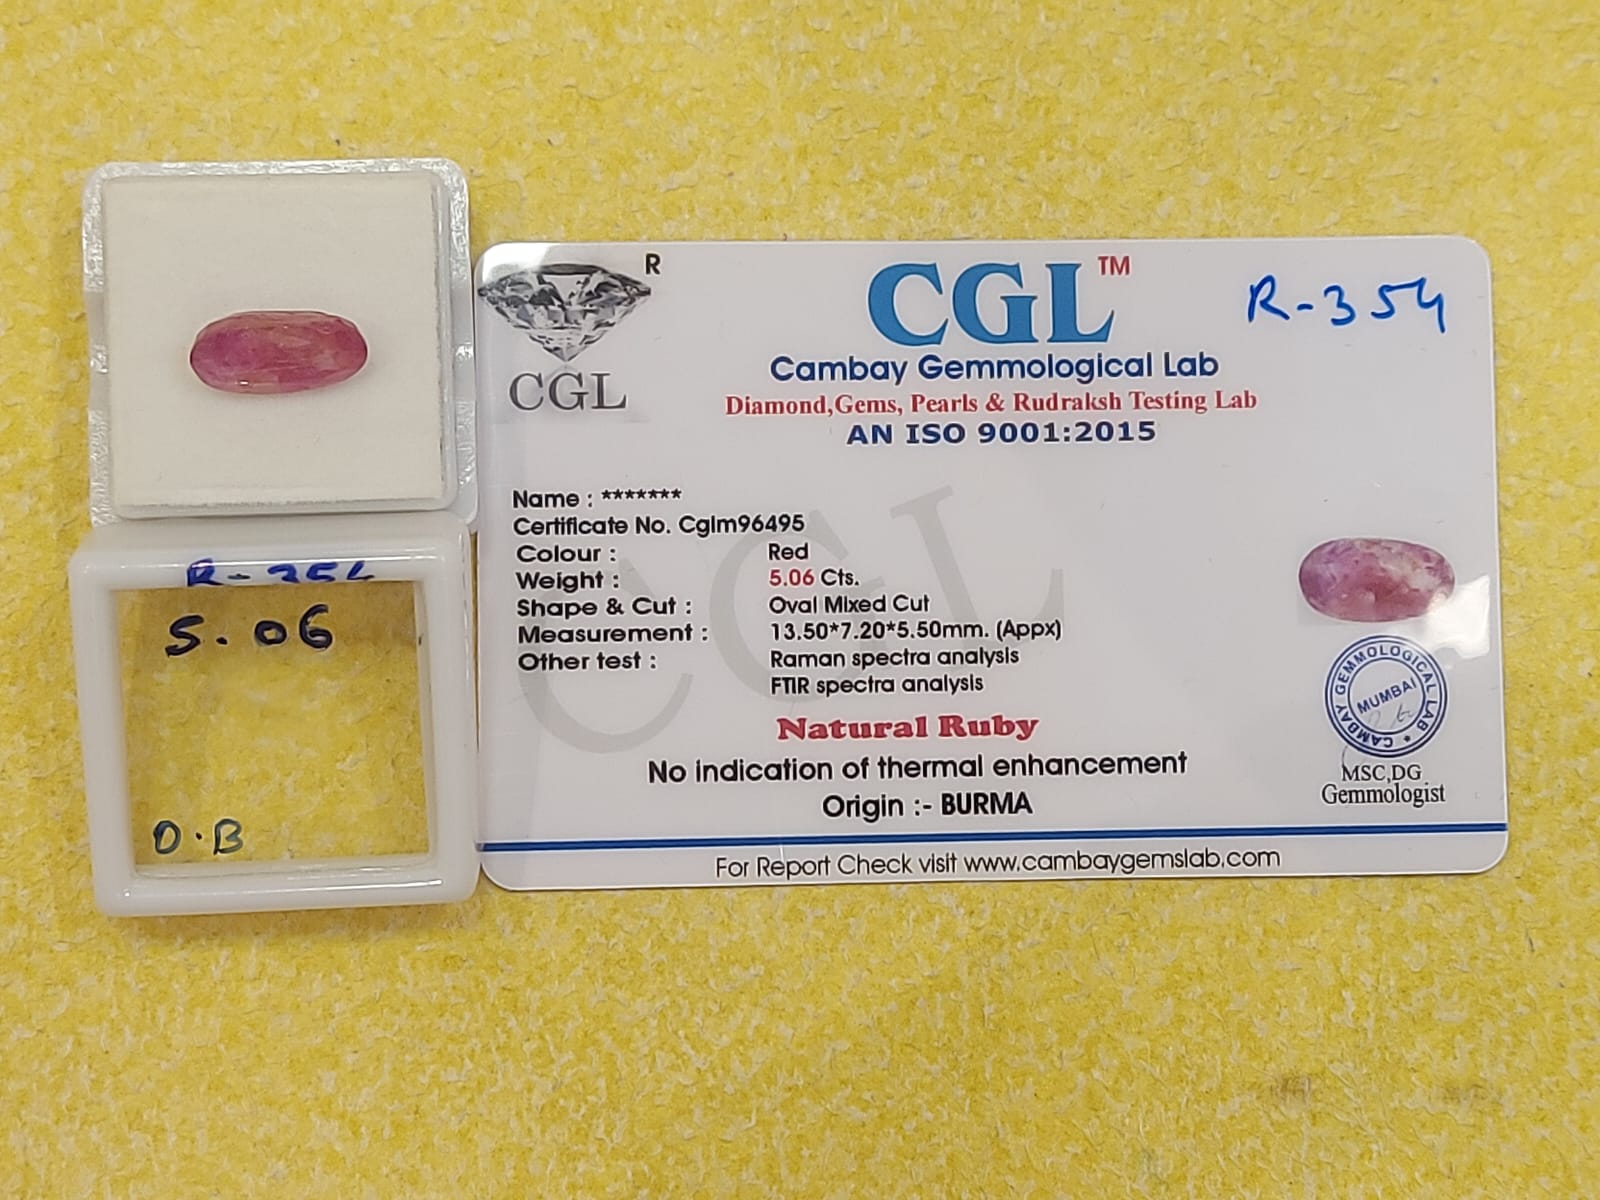 R
CGL
CGL™
R-354
Cambay Gemmological Lab
Diamond,Gems, Pearls & Rudraksh Testing Lab
AN ISO 9001:2015
Name : *******
Certificate No. Cglm96495
Colour : Red
Weight : 5.06 Cts.
Shape & Cut : Oval Mixed Cut
Measurement : 13.50*7.20*5.50mm. (Appx)
Other test : Raman spectra analysis
FTIR spectra analysis
Natural Ruby
No indication of thermal enhancement
Origin :- BURMA
CGL
CAMBAY GEMMOLOGICAL LAB
MUMBAI
MSC,DG
Gemmologist
For Report Check visit www.cambaygemslab.com
5.06
O.B